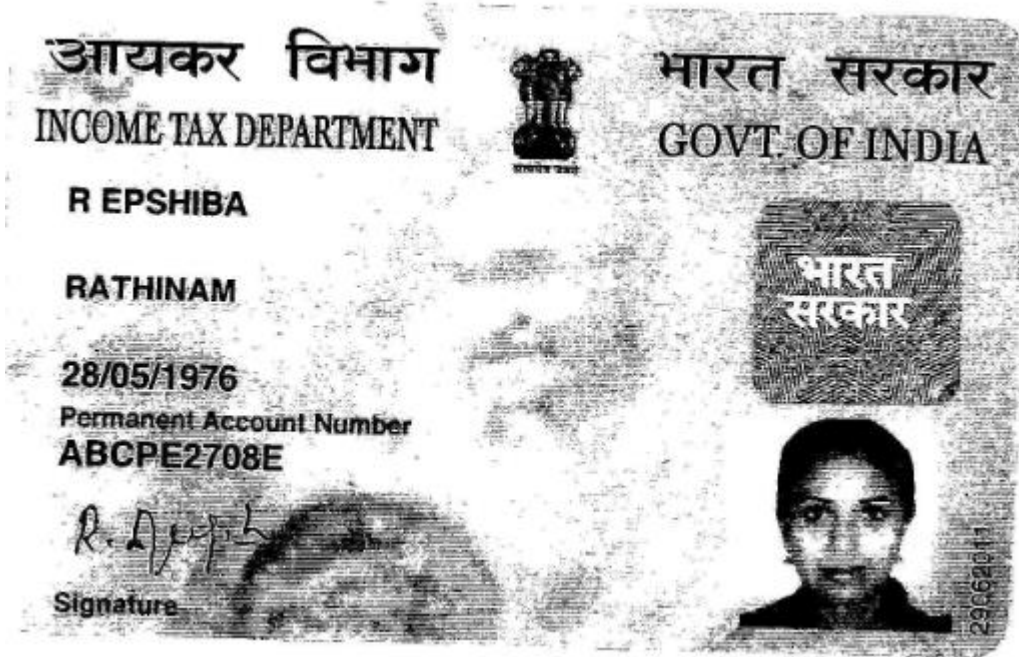 आयकर विभाग
INCOME TAX DEPARTMENT
भारत सरकार
GOVT. OF INDIA
R EPSHIBA
RATHINAM
28/05/1976
Permanent Account Number
ABCPE2708E
Signature
भारत
सरकार
29062011